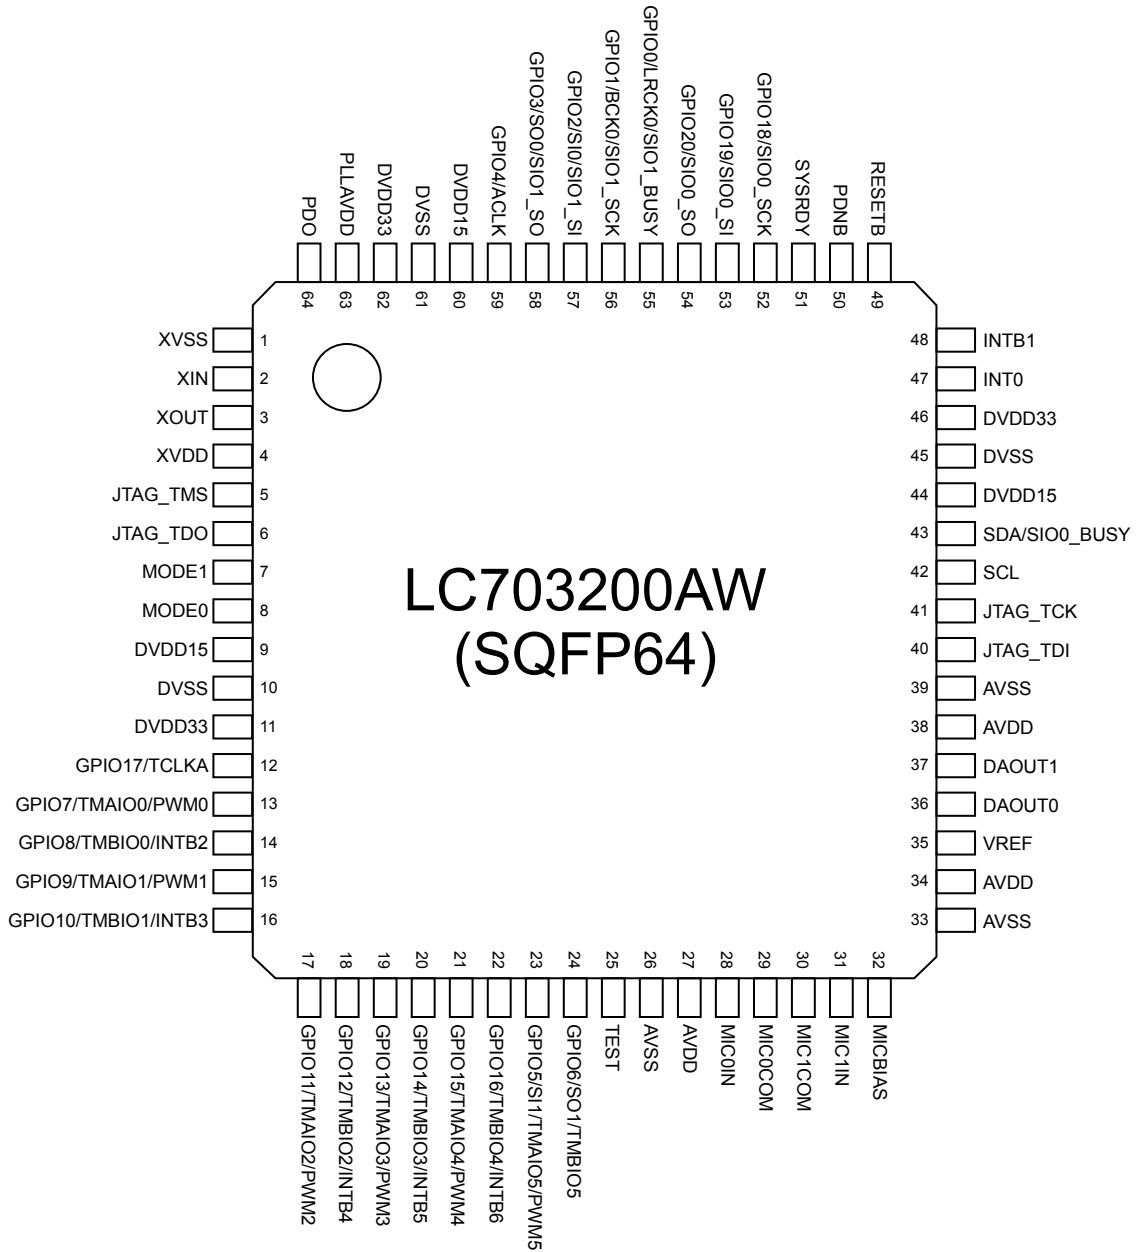 GPIO0/LRCK0/SIO1_BUSY
GPIO1/BCK0/SIO1_SCK
GPIO3/SO0/SIO1_SO
GPIO2/SI0/SIO1_SI
GPIO20/SIO0_SO
GPIO19/SIO0_SI
GPIO18/SIO0_SCK
PDO
PLLAVDD
DVDD33
DVSS
DVDD15
GPIO4/ACLK
SYSRDY
PDNB
RESETB
64 63 62 61 60 59 58 57 56 55 54 53 52 51 50 49
XVSS 1
XIN 2
XOUT 3
XVDD 4
JTAG_TMS 5
JTAG_TDO 6
MODE1 7
MODE0 8
DVDD15 9
DVSS 10
DVDD33 11
GPIO17/TCLKA 12
GPIO7/TMAIO0/PWM0 13
GPIO8/TMBIO0/INTB2 14
GPIO9/TMAIO1/PWM1 15
GPIO10/TMBIO1/INTB3 16
LC703200AW
(SQFP64)
48 INTB1
47 INT0
46 DVDD33
45 DVSS
44 DVDD15
43 SDA/SIO0_BUSY
42 SCL
41 JTAG_TCK
40 JTAG_TDI
39 AVSS
38 AVDD
37 DAOUT1
36 DAOUT0
35 VREF
34 AVDD
33 AVSS
17 18 19 20 21 22 23 24 25 26 27 28 29 30 31 32
GPIO11/TMAIO2/PWM2
GPIO12/TMBIO2/INTB4
GPIO13/TMAIO3/PWM3
GPIO14/TMBIO3/INTB5
GPIO15/TMAIO4/PWM4
GPIO16/TMBIO4/INTB6
GPIO5/SI1/TMAIO5/PWM5
GPIO6/SO1/TMBIO5
TEST
AVSS
AVDD
MIC0IN
MIC0COM
MIC1COM
MIC1IN
MICBIAS